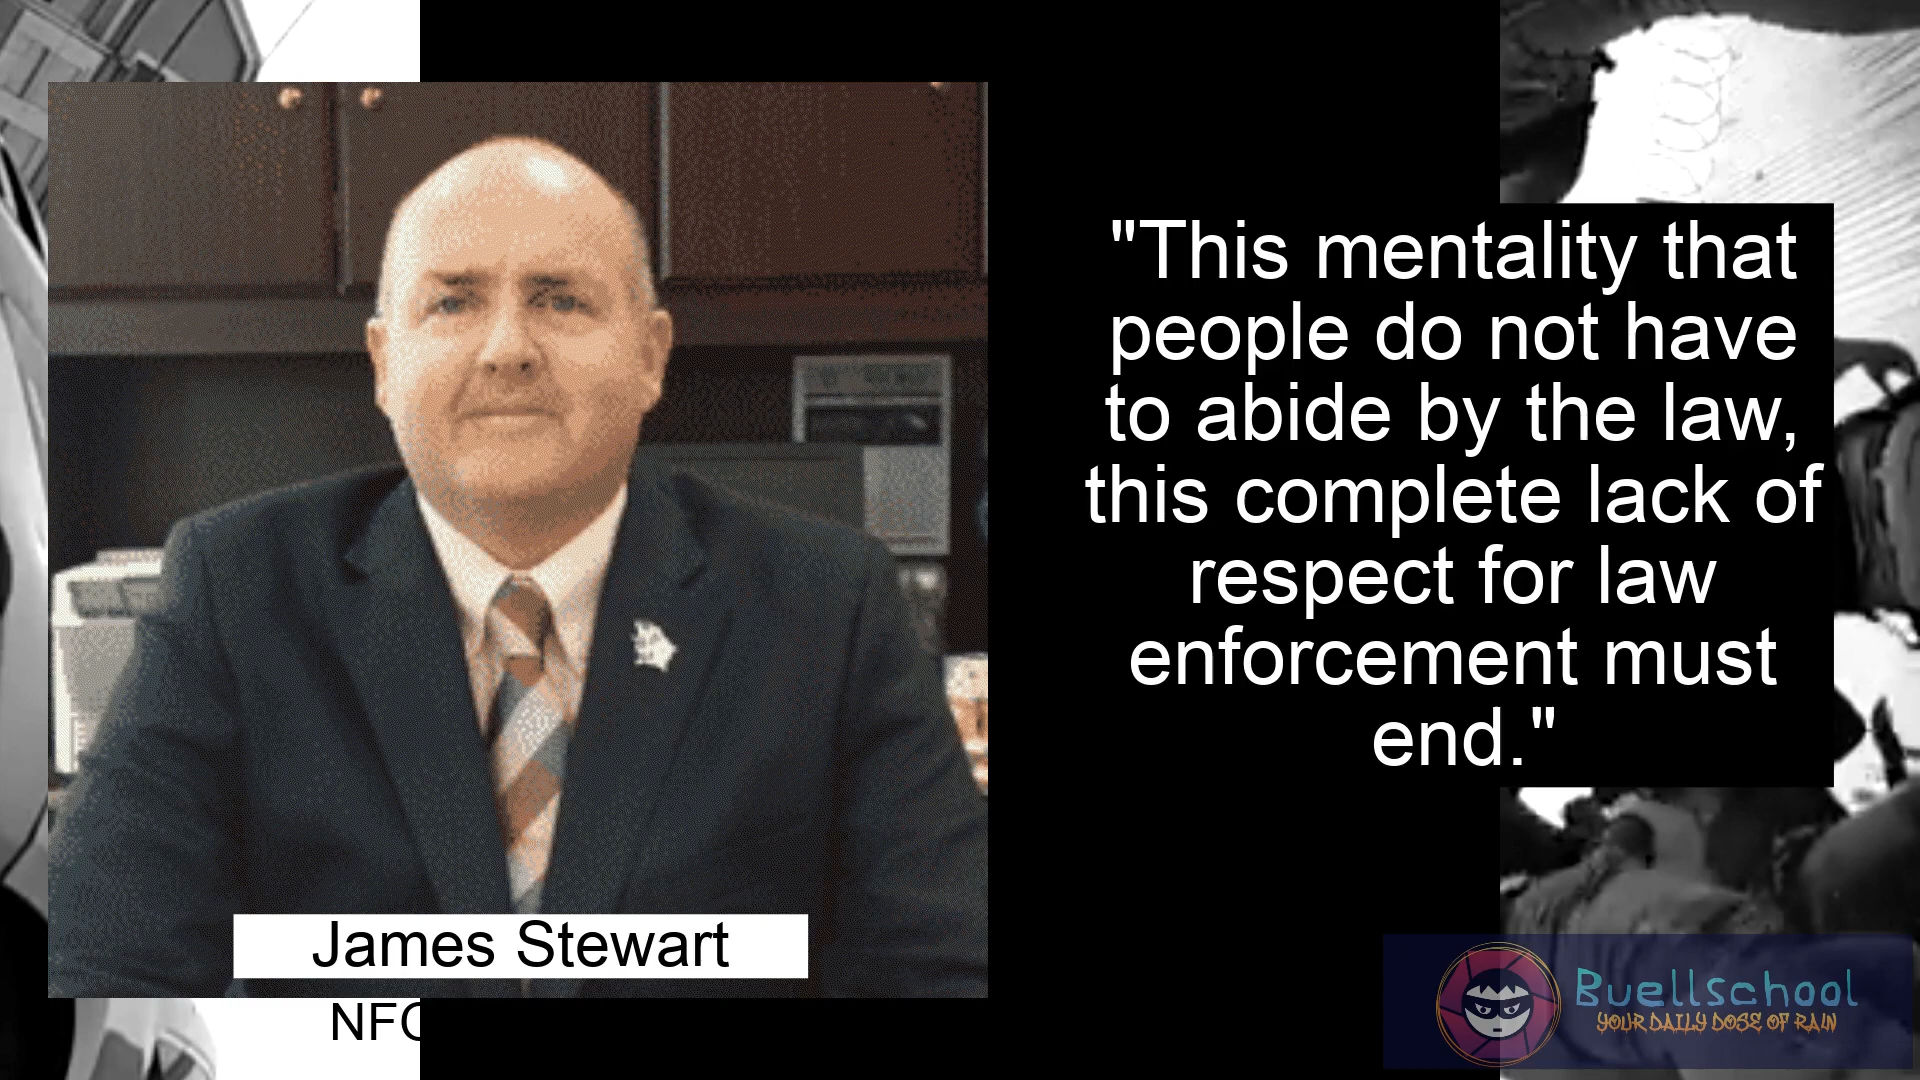 "This mentality that
people do not have
to abide by the law,
this complete lack of
respect for law
enforcement must
end."
James Stewart
Buellschool
YOUR DAILY DOSE OF RAIN